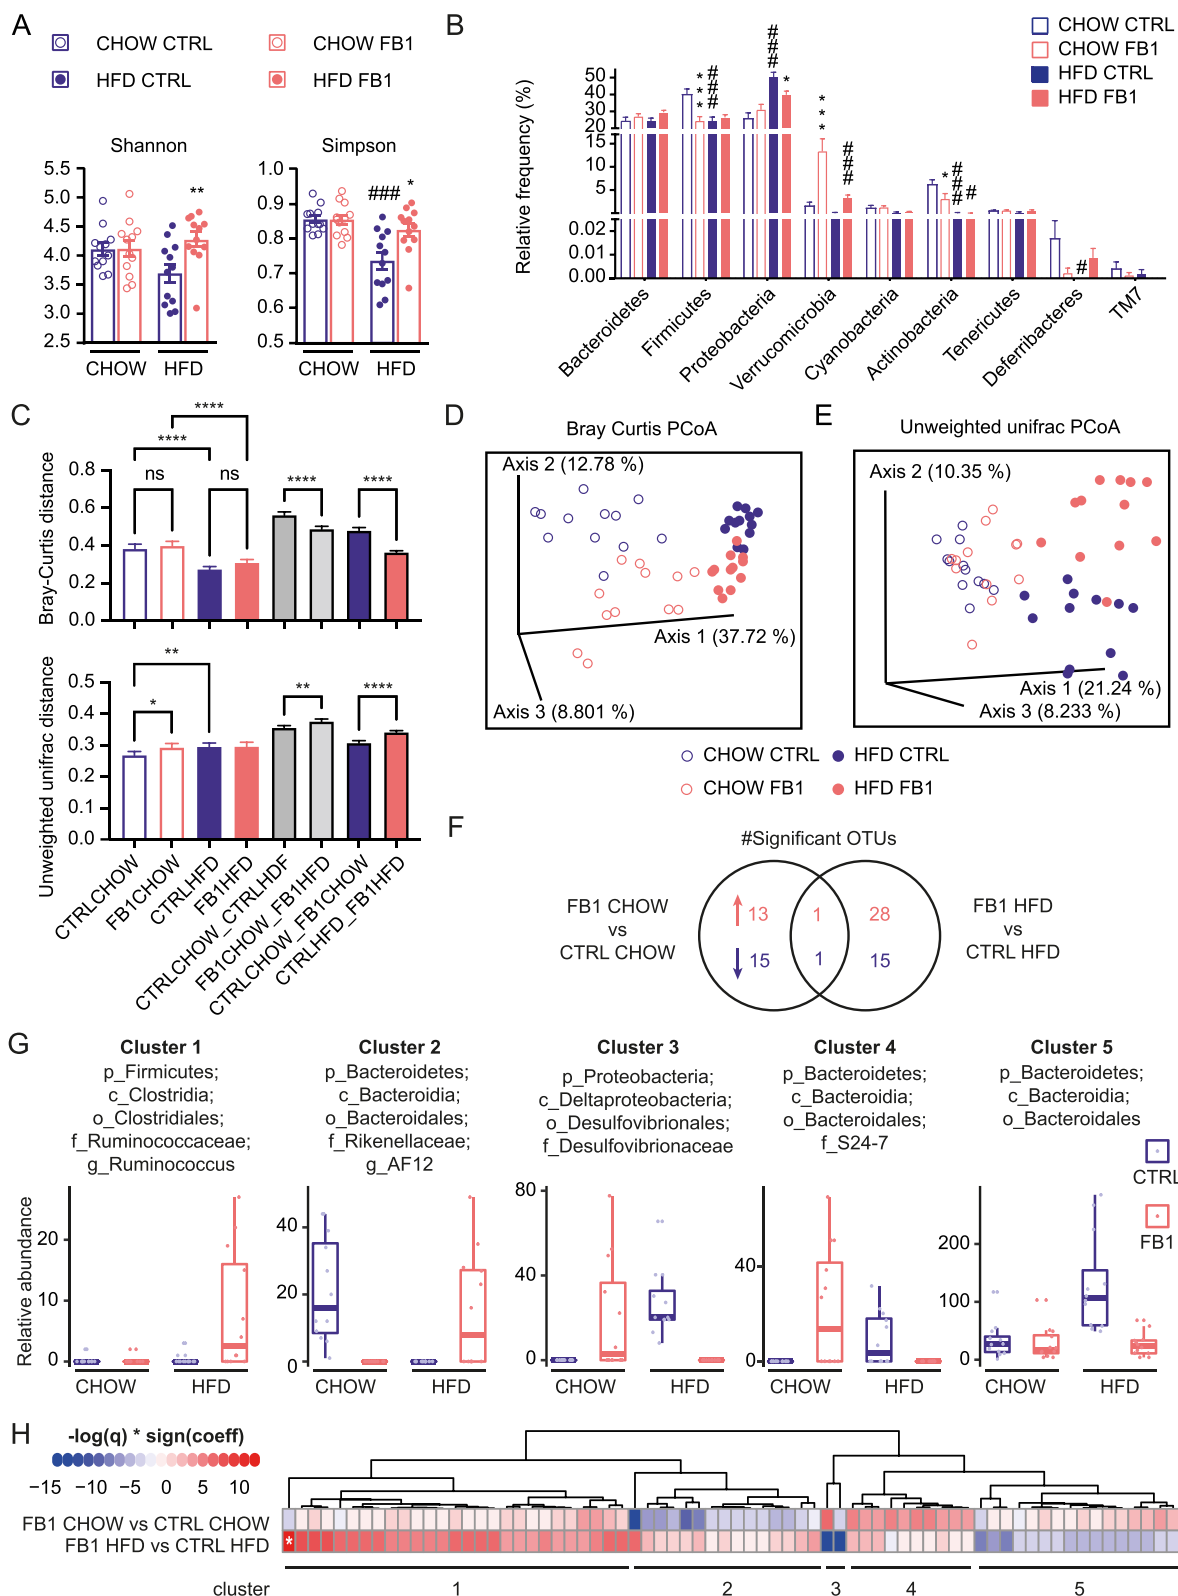 A
CHOW CTRL
CHOW FB1
HFD CTRL
HFD FB1
Shannon
5.5
5.0
4.5
4.0
3.5
3.0
2.5
**
CHOW
HFD
Simpson
1.0
0.9
0.8
0.7
0.6
0.5
###
*
CHOW
HFD
B
CHOW CTRL
CHOW FB1
HFD CTRL
HFD FB1
Relative frequency (%)
50
40
30
20
15
10
5
0.02
0.01
0.00
***
###
###
*
***
###
*
###
#
#
Bacteroidetes
Firmicutes
Proteobacteria
Verrucomicrobia
Cyanobacteria
Actinobacteria
Tenericutes
Deferribacteres
TM7
C
Bray-Curtis distance
0.8
0.6
0.4
0.2
0.0
****
****
ns
ns
****
****
Unweighted unifrac distance
0.5
0.4
0.3
0.2
0.1
0.0
**
*
**
****
CTRLCHOW
FB1CHOW
CTRLHFD
FB1HFD
CTRLCHOW_CTRLHDF
FB1CHOW_FB1HFD
CTRLCHOW_FB1CHOW
CTRLHFD_FB1HFD
D
Bray Curtis PCoA
Axis 2 (12.78 %)
Axis 1 (37.72 %)
Axis 3 (8.801 %)
E
Unweighted unifrac PCoA
Axis 2 (10.35 %)
Axis 1 (21.24 %)
Axis 3 (8.233 %)
CHOW CTRL
HFD CTRL
CHOW FB1
HFD FB1
F
#Significant OTUs
FB1 CHOW
vs
CTRL CHOW
13
1
28
15
1
15
FB1 HFD
vs
CTRL HFD
G
Cluster 1
p_Firmicutes;
c_Clostridia;
o_Clostridiales;
f_Ruminococcaceae;
g_Ruminococcus
Cluster 2
p_Bacteroidetes;
c_Bacteroidia;
o_Bacteroidales;
f_Rikenellaceae;
g_AF12
Cluster 3
p_Proteobacteria;
c_Deltaproteobacteria;
o_Desulfovibrionales;
f_Desulfovibrionaceae
Cluster 4
p_Bacteroidetes;
c_Bacteroidia;
o_Bacteroidales;
f_S24-7
Cluster 5
p_Bacteroidetes;
c_Bacteroidia;
o_Bacteroidales
CTRL
FB1
Relative abundance
20
10
0
CHOW
HFD
40
20
0
CHOW
HFD
80
40
0
CHOW
HFD
40
0
CHOW
HFD
200
100
0
CHOW
HFD
H
-log(q) * sign(coeff)
−15
−10
−5
0
5
10
FB1 CHOW vs CTRL CHOW
FB1 HFD vs CTRL HFD
*
cluster
1
2
3
4
5